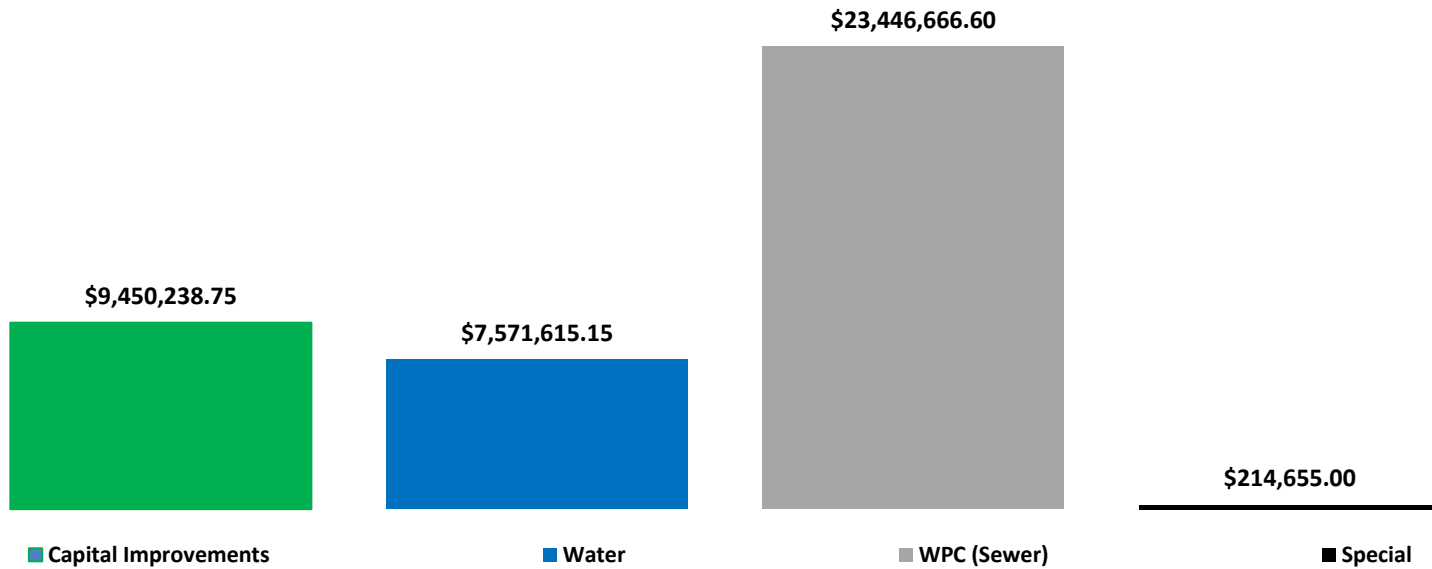 $23,446,666.60
$9,450,238.75
$7,571,615.15
$214,655.00
Capital Improvements
Water
WPC (Sewer)
Special